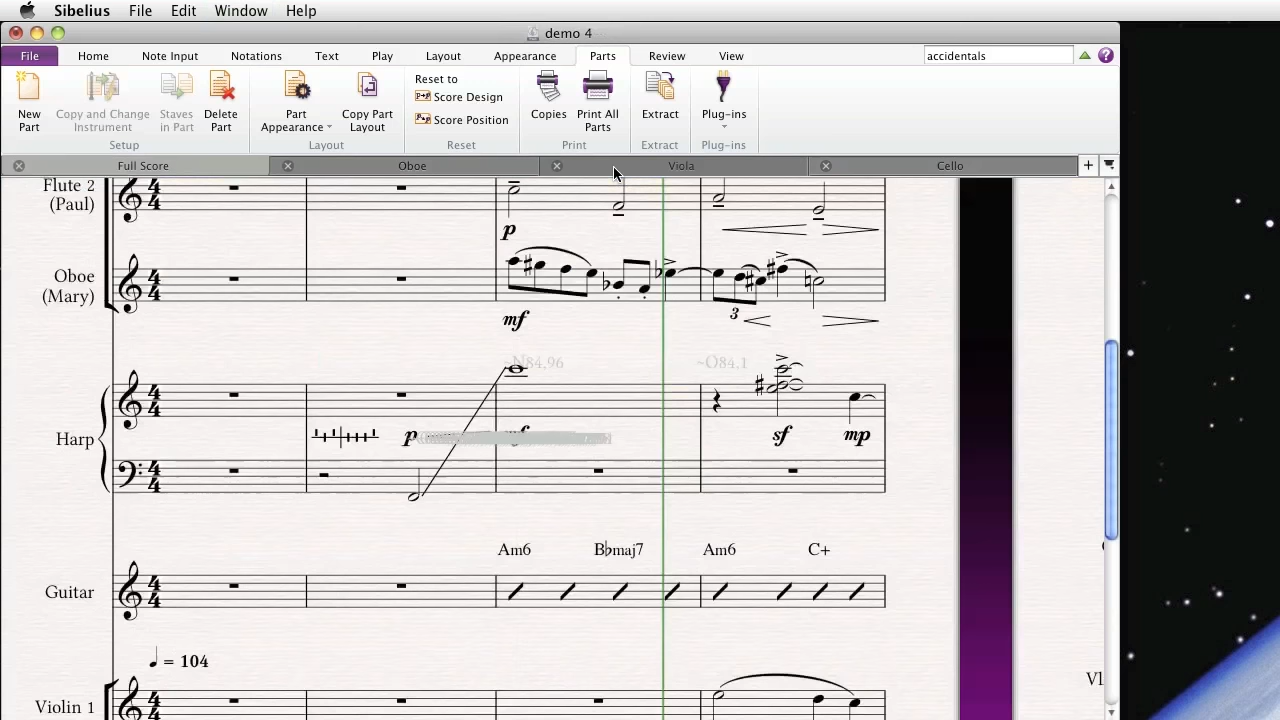 Sibelius File Edit Window Help
demo 4
File Home Note Input Notations Text Play Layout Appearance Parts Review View accidentals ?
New Part Copy and Change Instrument Staves in Part Delete Part Part Appearance Copy Part Layout Reset to Score Design Score Position Copies Print All Parts Extract Plug-ins
Setup Layout Reset Print Extract Plug-ins
Full Score Oboe Viola Cello +
Flute 2
(Paul)
p
Oboe
(Mary)
3
mf
~N84.96 ~O84.1
Harp p mf sf mp
Am6 B♭maj7 Am6 C+
Guitar
♩ = 104
Vl
Violin 1